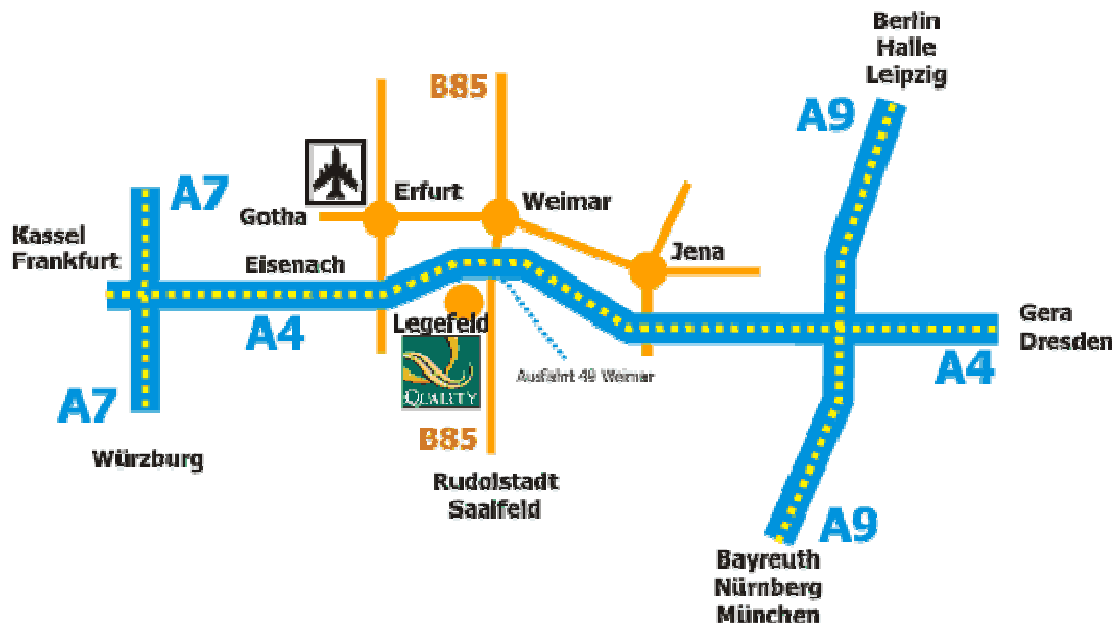 Berlin
Halle
Leipzig
B85
A9
A7
Erfurt
Weimar
Gotha
Kassel
Frankfurt
Eisenach
Jena
A4
Legefeld
Gera
Dresden
QUALITY
Ausfahrt 49 Weimar
A4
A7
B85
Würzburg
Rudolstadt
Saalfeld
A9
Bayreuth
Nürnberg
München